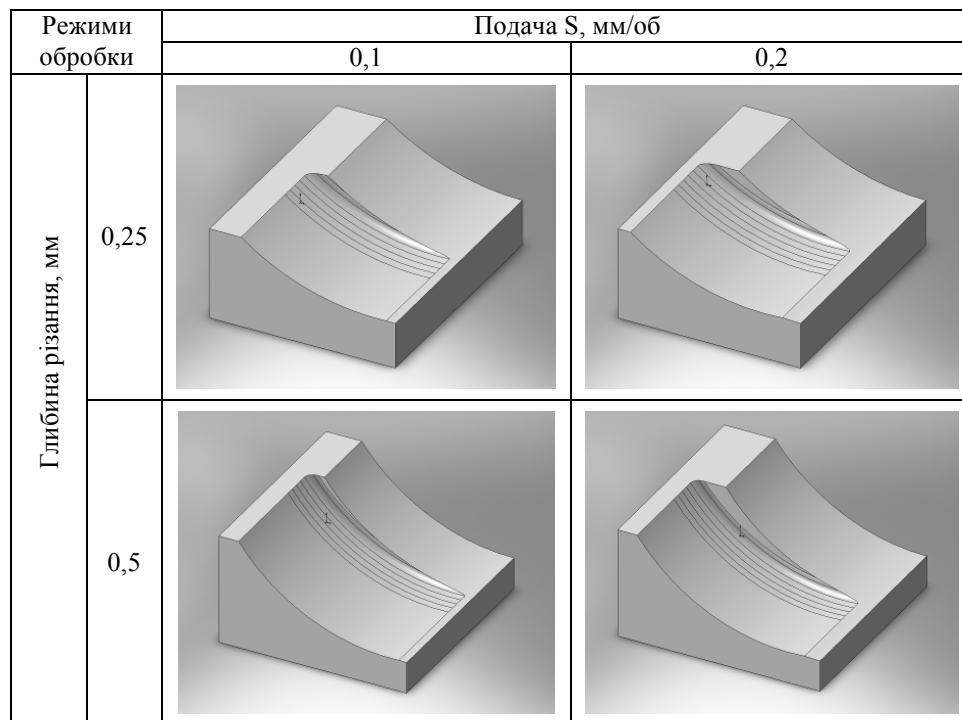 Режими
обробки
Подача S, мм/об
0,1
0,2
Глибина різання, мм
0,25
0,5